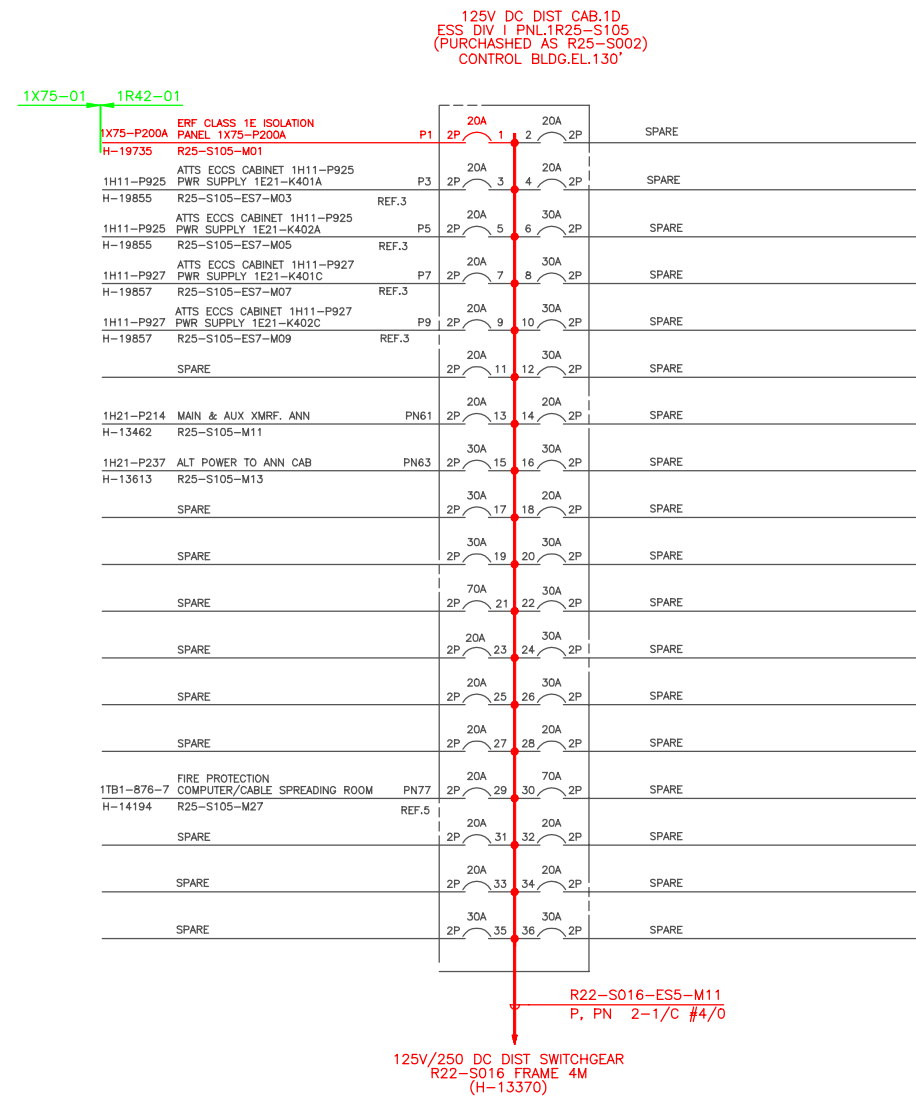 125V DC DIST CAB.1D
ESS DIV I PNL.1R25-S105
(PURCHASHED AS R25-S002)
CONTROL BLDG.EL.130'
1X75-01 1R42-01
ERF CLASS 1E ISOLATION 20A 20A
1X75-P200A PANEL 1X75-P200A P1 2P 1 2 2P SPARE
H-19735 R25-S105-M01
ATTS ECCS CABINET 1H11-P925 20A 20A
1H11-P925 PWR SUPPLY 1E21-K401A P3 2P 3 4 2P SPARE
H-19855 R25-S105-ES7-M03 REF.3
ATTS ECCS CABINET 1H11-P925 20A 30A
1H11-P925 PWR SUPPLY 1E21-K402A P5 2P 5 6 2P SPARE
H-19855 R25-S105-ES7-M05 REF.3
ATTS ECCS CABINET 1H11-P927 20A 30A
1H11-P927 PWR SUPPLY 1E21-K401C P7 2P 7 8 2P SPARE
H-19857 R25-S105-ES7-M07 REF.3
ATTS ECCS CABINET 1H11-P927 20A 30A
1H11-P927 PWR SUPPLY 1E21-K402C P9 2P 9 10 2P SPARE
H-19857 R25-S105-ES7-M09 REF.3
20A 30A
SPARE 2P 11 12 2P SPARE
20A 20A
1H21-P214 MAIN & AUX XMRF. ANN PN61 2P 13 14 2P SPARE
H-13462 R25-S105-M11
30A 30A
1H21-P237 ALT POWER TO ANN CAB PN63 2P 15 16 2P SPARE
H-13613 R25-S105-M13
30A 20A
SPARE 2P 17 18 2P SPARE
30A 30A
SPARE 2P 19 20 2P SPARE
70A 30A
SPARE 2P 21 22 2P SPARE
20A 30A
SPARE 2P 23 24 2P SPARE
20A 30A
SPARE 2P 25 26 2P SPARE
20A 20A
SPARE 2P 27 28 2P SPARE
FIRE PROTECTION 20A 70A
1TB1-876-7 COMPUTER/CABLE SPREADING ROOM PN77 2P 29 30 2P SPARE
H-14194 R25-S105-M27 REF.5
20A 20A
SPARE 2P 31 32 2P SPARE
20A 20A
SPARE 2P 33 34 2P SPARE
30A 30A
SPARE 2P 35 36 2P SPARE
R22-S016-ES5-M11
P, PN 2-1/C #4/0
125V/250 DC DIST SWITCHGEAR
R22-S016 FRAME 4M
(H-13370)